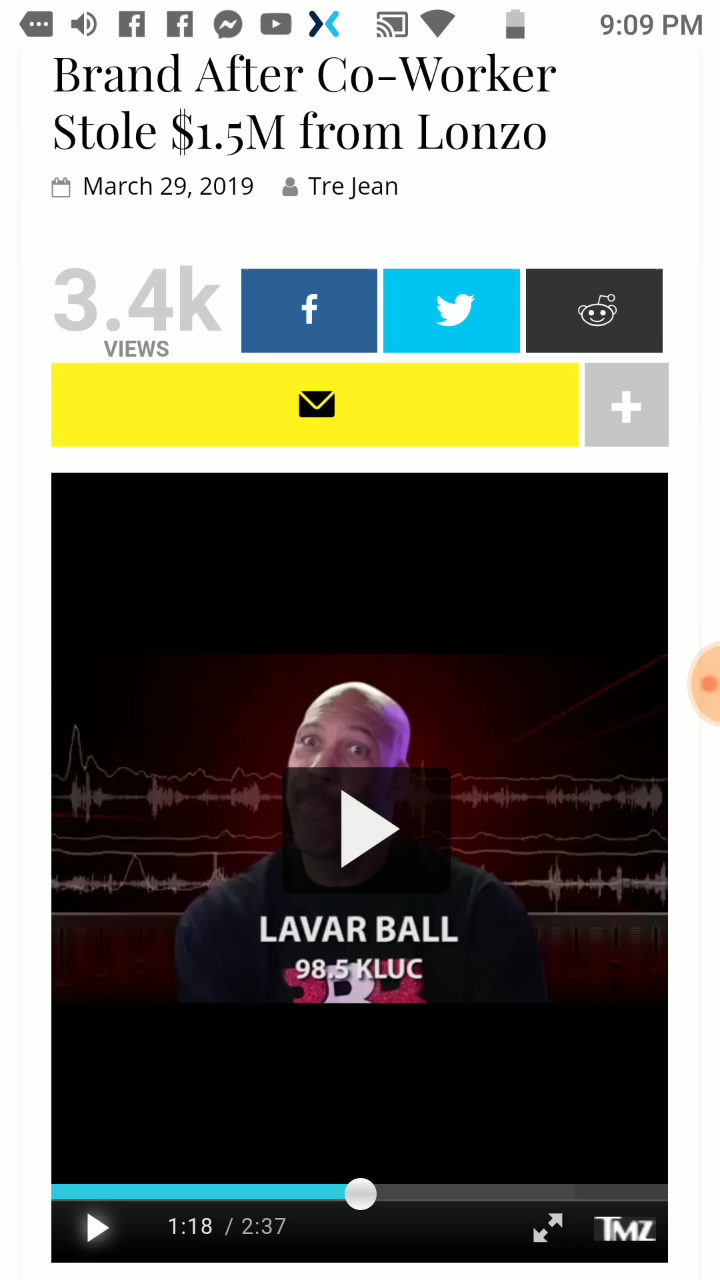 9:09 PM
Brand After Co-Worker
Stole $1.5M from Lonzo
March 29, 2019 Tre Jean
3.4k
VIEWS
LAVAR BALL
98.5 KLUC
BBB
1:18 / 2:37
TMZ